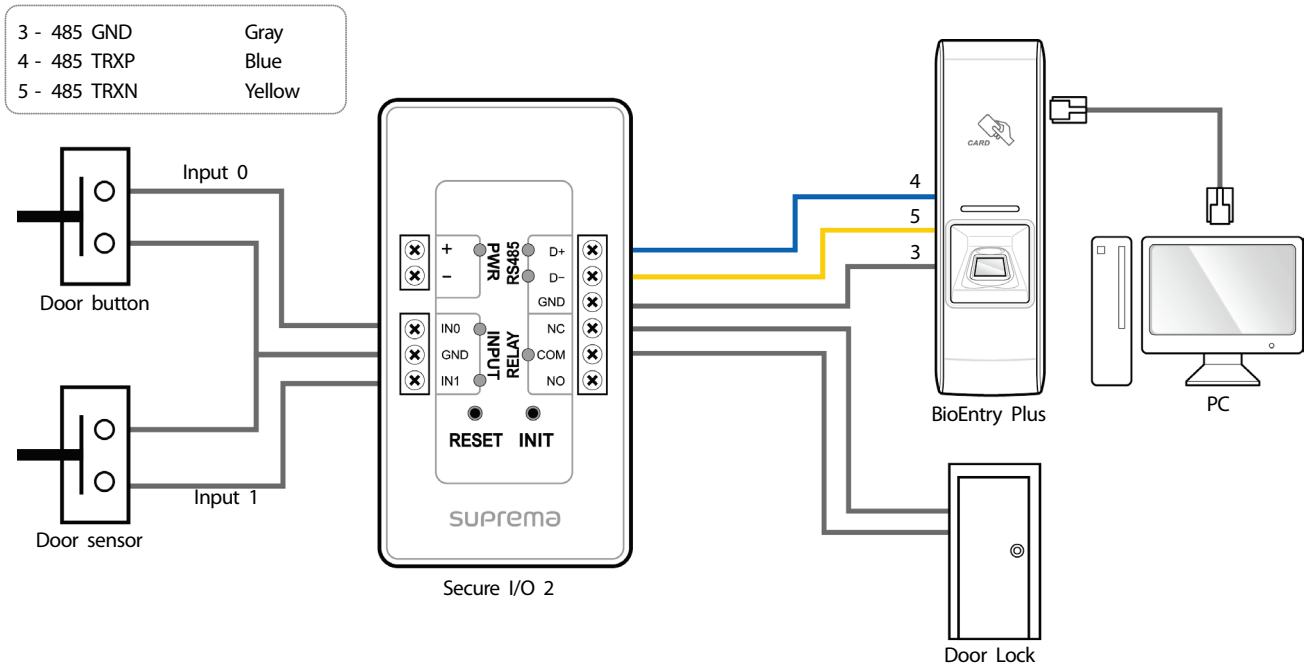 3 - 485 GND Gray
4 - 485 TRXP Blue
5 - 485 TRXN Yellow
Input 0
Door button
Input 1
Door sensor
+
−
PWR
RS485
D+
D−
GND
IN0
GND
IN1
INPUT
RELAY
NC
COM
NO
RESET INIT
suprema
Secure I/O 2
4
5
3
CARD
BioEntry Plus
PC
Door Lock